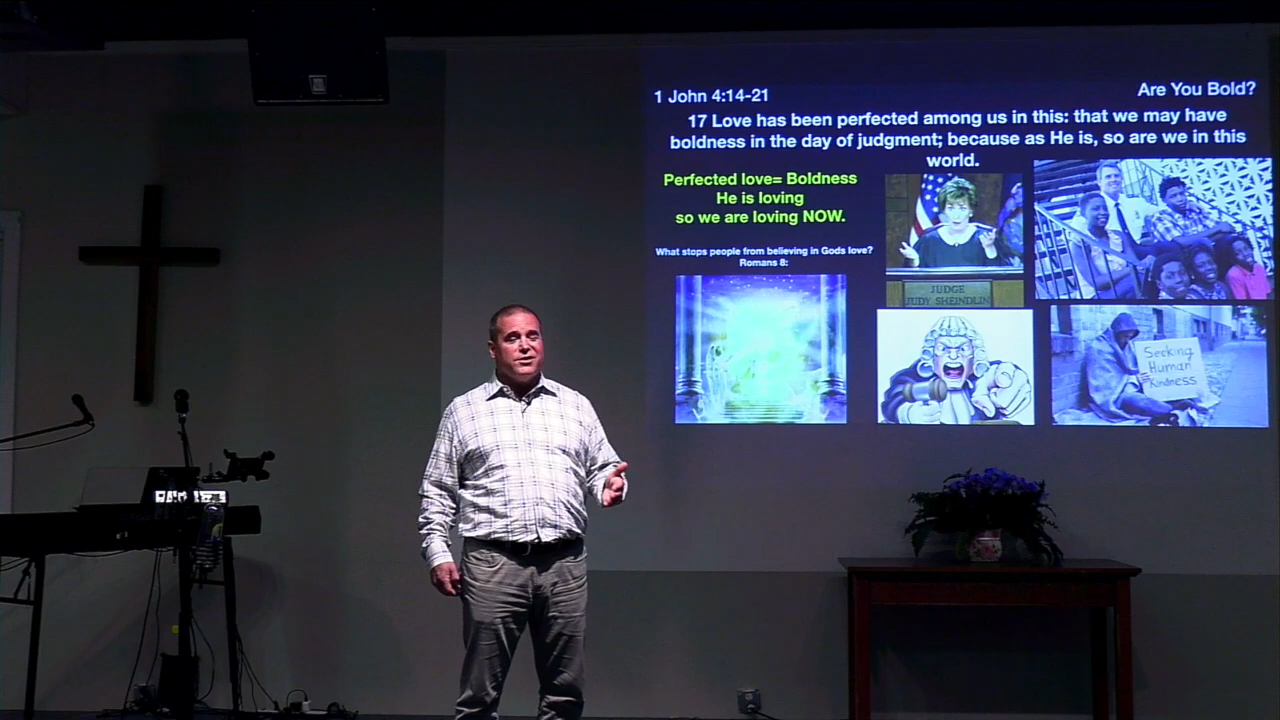 1 John 4:14-21
Are You Bold?
17 Love has been perfected among us in this: that we may have
boldness in the day of judgment; because as He is, so are we in this
world.
Perfected love= Boldness
He is loving
so we are loving NOW.
What stops people from believing in Gods love?
Romans 8:
JUDGE
JUDY SHEINDLIN
Seeking
Human
Kindness